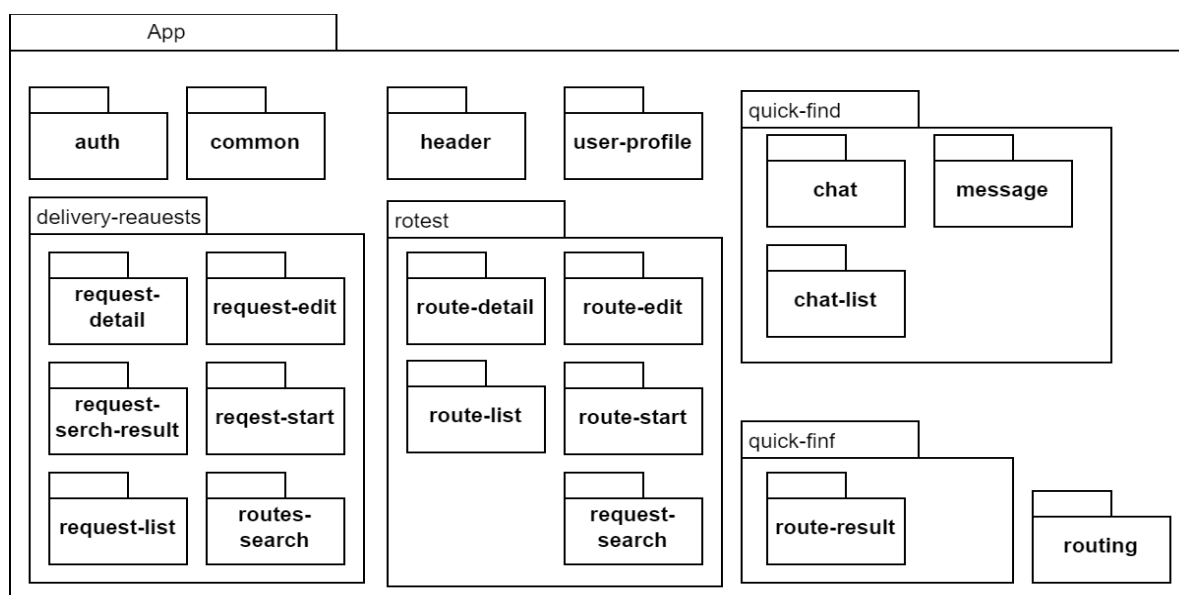 App
auth
common
header
user-profile
quick-find
chat
message
chat-list
delivery-reauests
request-
detail
request-edit
request-
serch-result
reqest-start
request-list
routes-
search
rotest
route-detail
route-edit
route-list
route-start
request-
search
quick-finf
route-result
routing